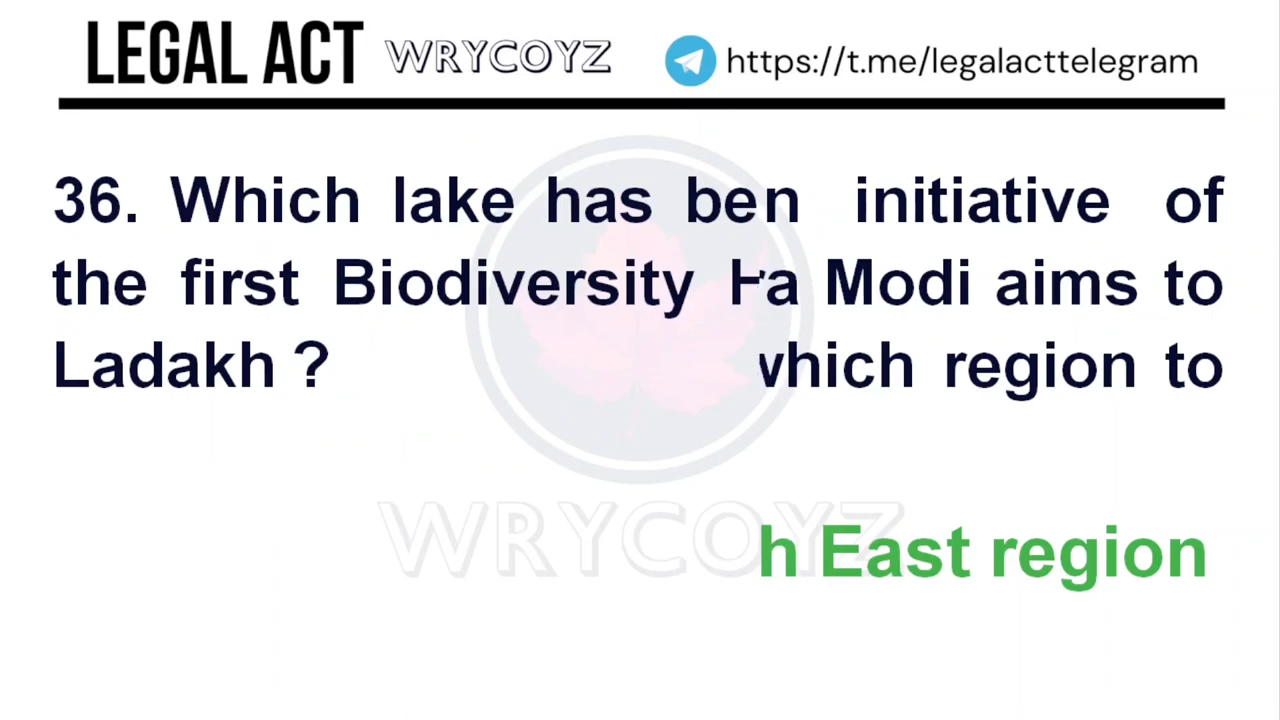 LEGAL ACT WRYCOYZ https://t.me/legalacttelegram
36. Which lake has ben initiative of
the first Biodiversity a Modi aims to
Ladakh ? which region to
WRYCOYZ
h East region